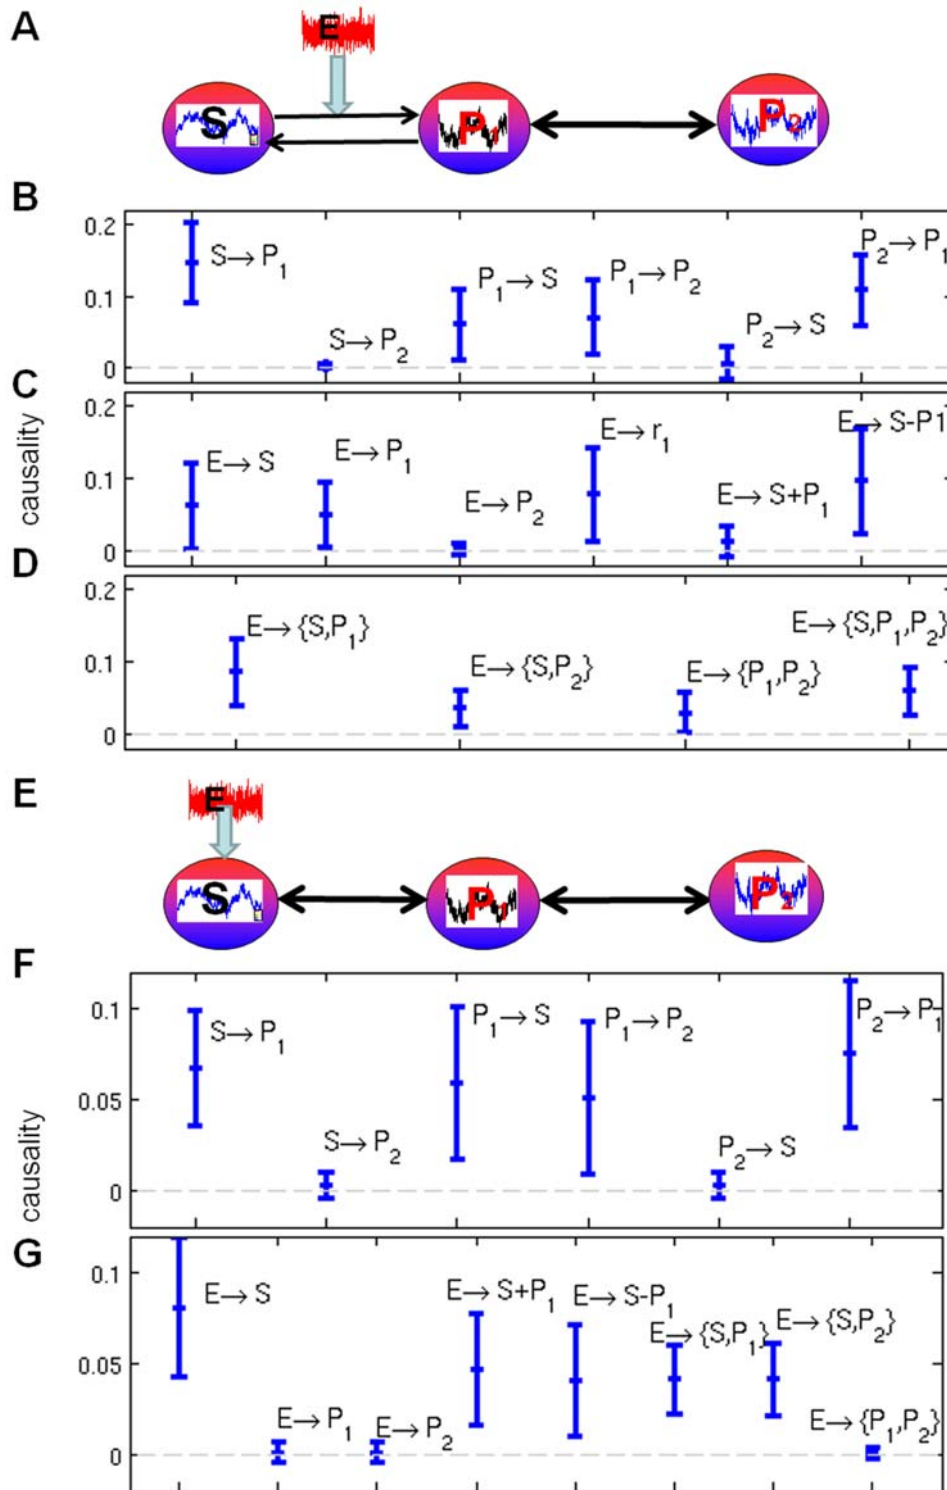 A
E
S P1 P2
B
0.2
0.1
0
S→P1
S→P2
P1→S
P1→P2
P2→S
P2→P1
C
causality
0.2
0.1
0
E→S
E→P1
E→P2
E→r1
E→S+P1
E→S-P1
D
0.2
0.1
0
E→{S,P1}
E→{S,P2}
E→{P1,P2}
E→{S,P1,P2}
E
E
S P1 P2
F
causality
0.1
0.05
0
S→P1
S→P2
P1→S
P1→P2
P2→S
P2→P1
G
0.1
0.05
0
E→S
E→P1
E→P2
E→S+P1
E→S-P1
E→{S,P1}
E→{S,P2}
E→{P1,P2}